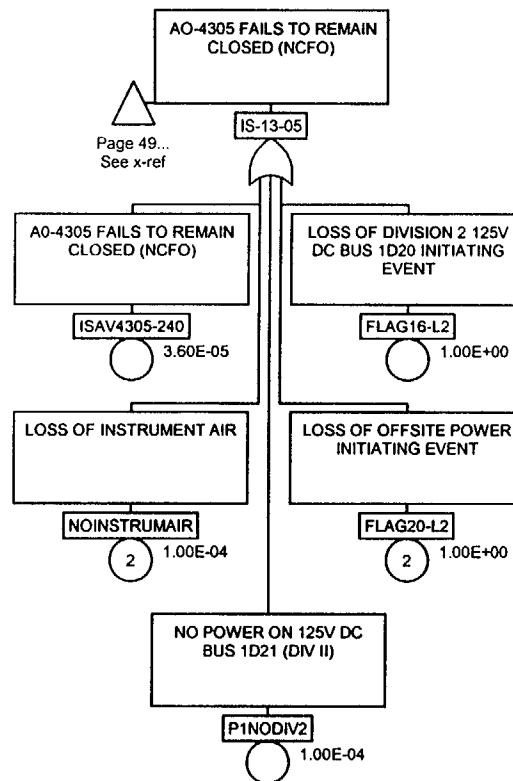 AO-4305 FAILS TO REMAIN
CLOSED (NCFO)
Page 49...
See x-ref
IS-13-05
A0-4305 FAILS TO REMAIN
CLOSED (NCFO)
ISAV4305-240
3.60E-05
LOSS OF DIVISION 2 125V
DC BUS 1D20 INITIATING
EVENT
FLAG16-L2
1.00E+00
LOSS OF INSTRUMENT AIR
NOINSTRUMAIR
2
1.00E-04
LOSS OF OFFSITE POWER
INITIATING EVENT
FLAG20-L2
2
1.00E+00
NO POWER ON 125V DC
BUS 1D21 (DIV II)
P1NODIV2
1.00E-04